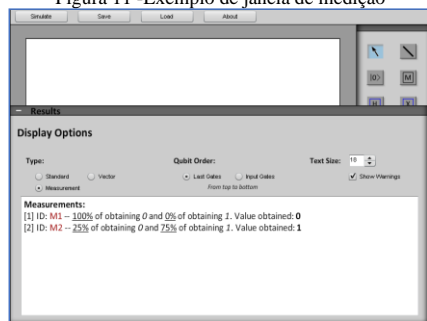 Figura 11 -Exemplo de janela de medição
Simulate Save Load About
|0> M
Results
Display Options
Type: Qubit Order: Text Size: 18
Standard Vector Last Gates Input Gates Show Warnings
Measurement From top to bottom
Measurements:
[1] ID: M1 -- 100% of obtaining 0 and 0% of obtaining 1. Value obtained: 0
[2] ID: M2 -- 25% of obtaining 0 and 75% of obtaining 1. Value obtained: 1